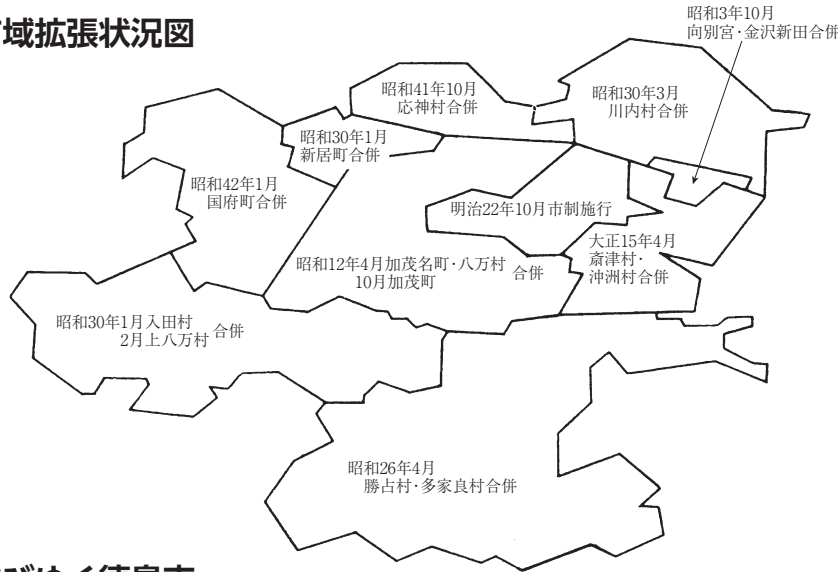 域拡張状況図
昭和3年10月
向別宮・金沢新田合併
昭和41年10月
応神村合併
昭和30年3月
川内村合併
昭和30年1月
新居町合併
昭和42年1月
国府町合併
明治22年10月市制施行
大正15年4月
斎津村・
沖洲村合併
昭和12年4月加茂名町・八万村
10月加茂町
合併
昭和30年1月入田村
2月上八万村
合併
昭和26年4月
勝占村・多家良村合併